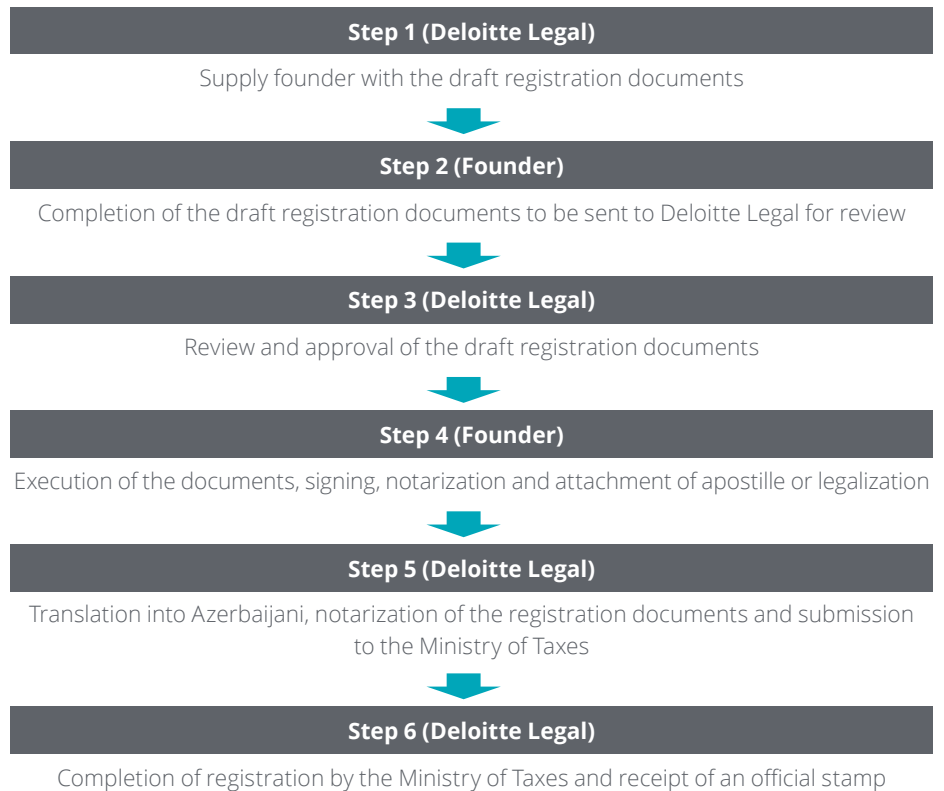 Step 1 (Deloitte Legal)
Supply founder with the draft registration documents
Step 2 (Founder)
Completion of the draft registration documents to be sent to Deloitte Legal for review
Step 3 (Deloitte Legal)
Review and approval of the draft registration documents
Step 4 (Founder)
Execution of the documents, signing, notarization and attachment of apostille or legalization
Step 5 (Deloitte Legal)
Translation into Azerbaijani, notarization of the registration documents and submission
to the Ministry of Taxes
Step 6 (Deloitte Legal)
Completion of registration by the Ministry of Taxes and receipt of an official stamp